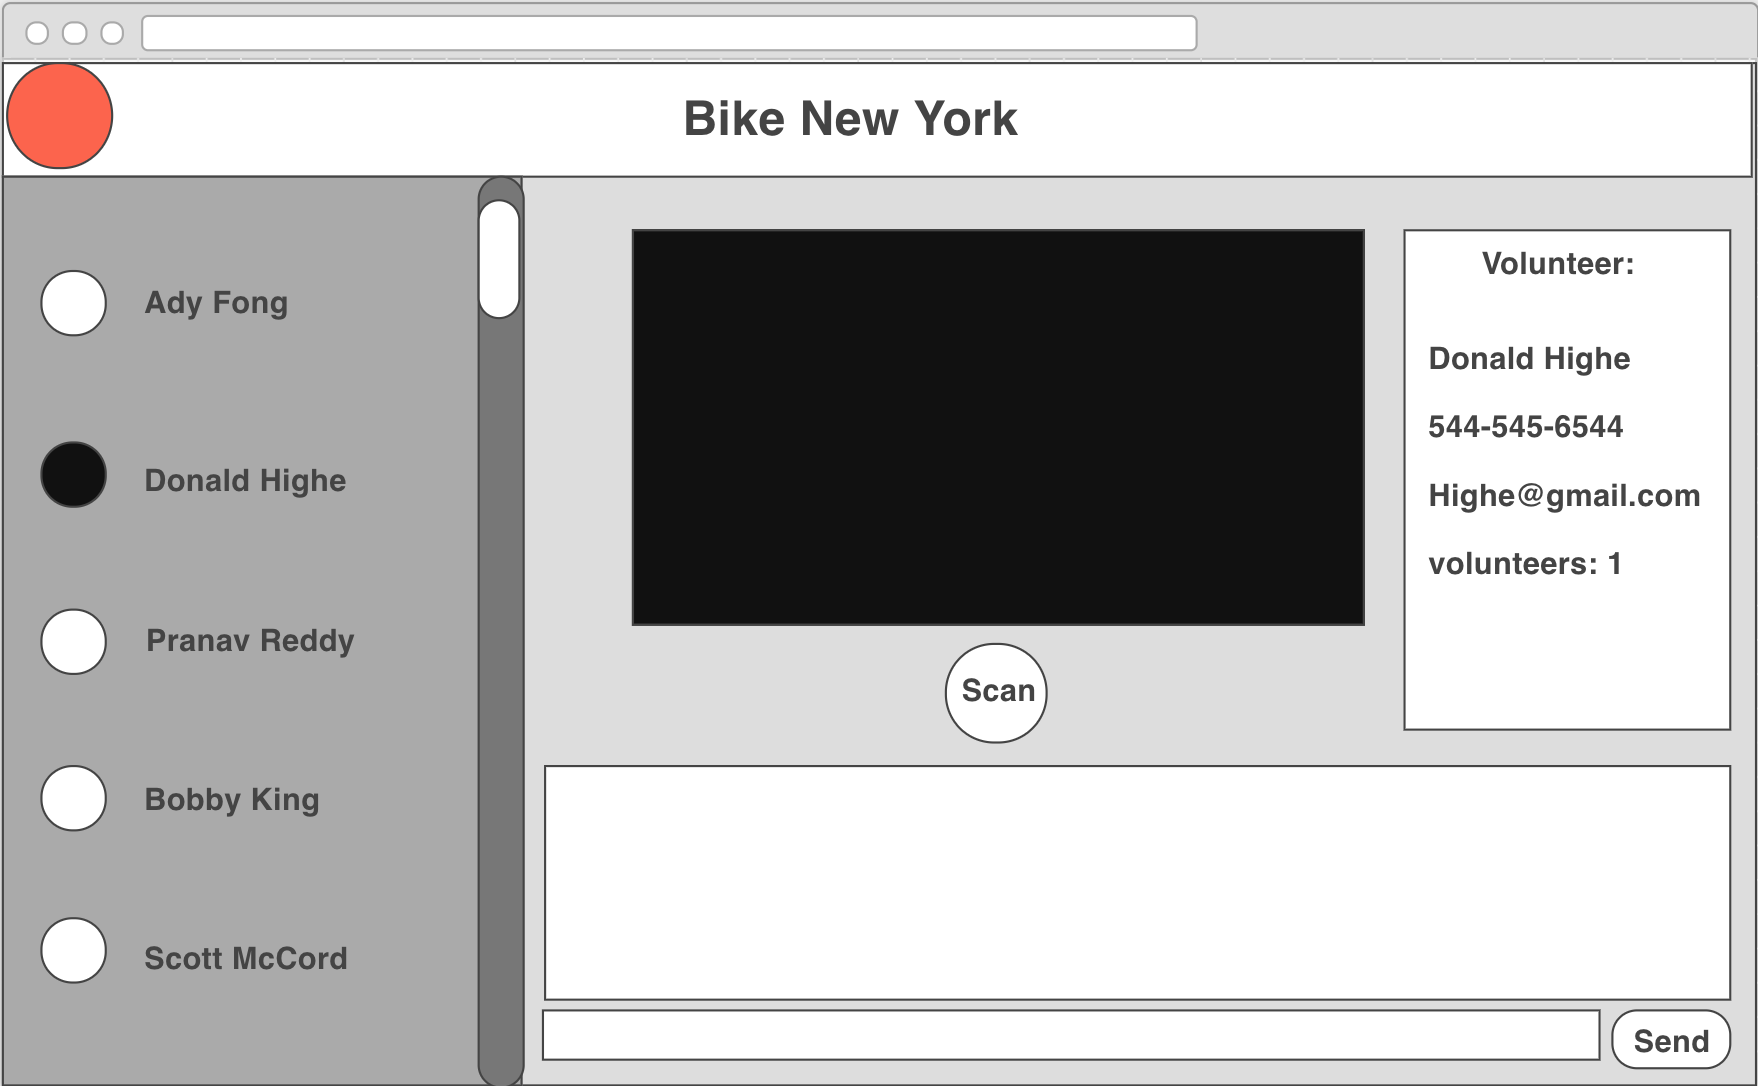 Bike New York
Ady Fong
Donald Highe
Pranav Reddy
Bobby King
Scott McCord
Scan
Volunteer:
Donald Highe
544-545-6544
Highe@gmail.com
volunteers: 1
Send